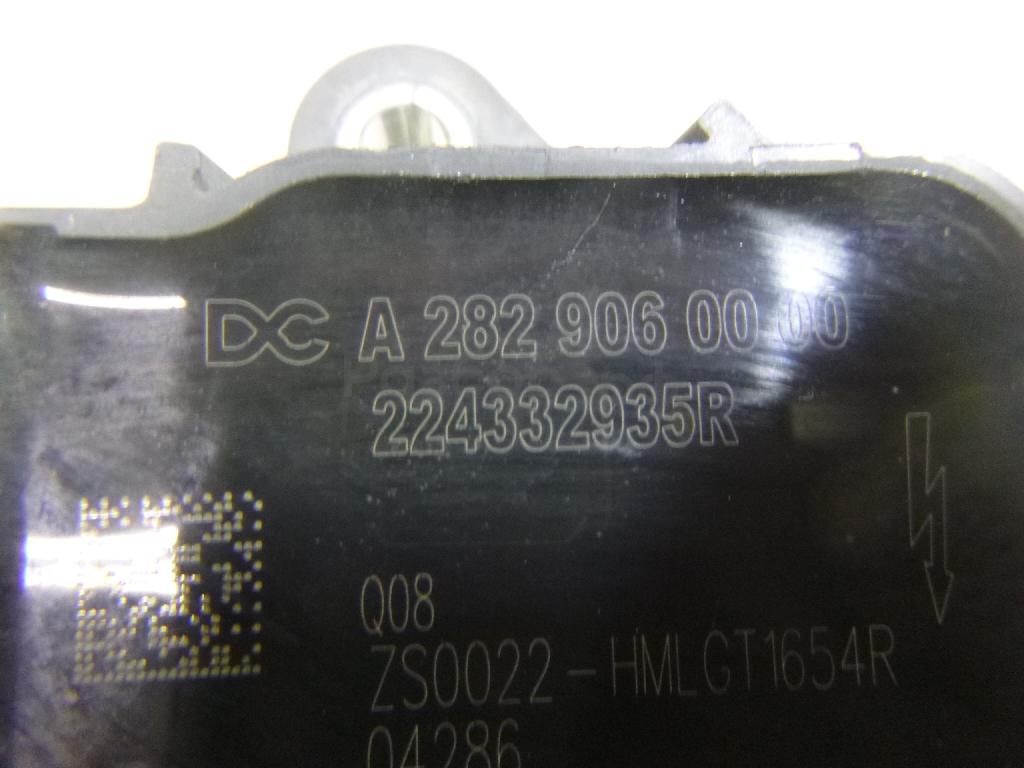 DC A 282 906 00 00
224332935R
Q08
ZS0022-HMLGT1654R
04286